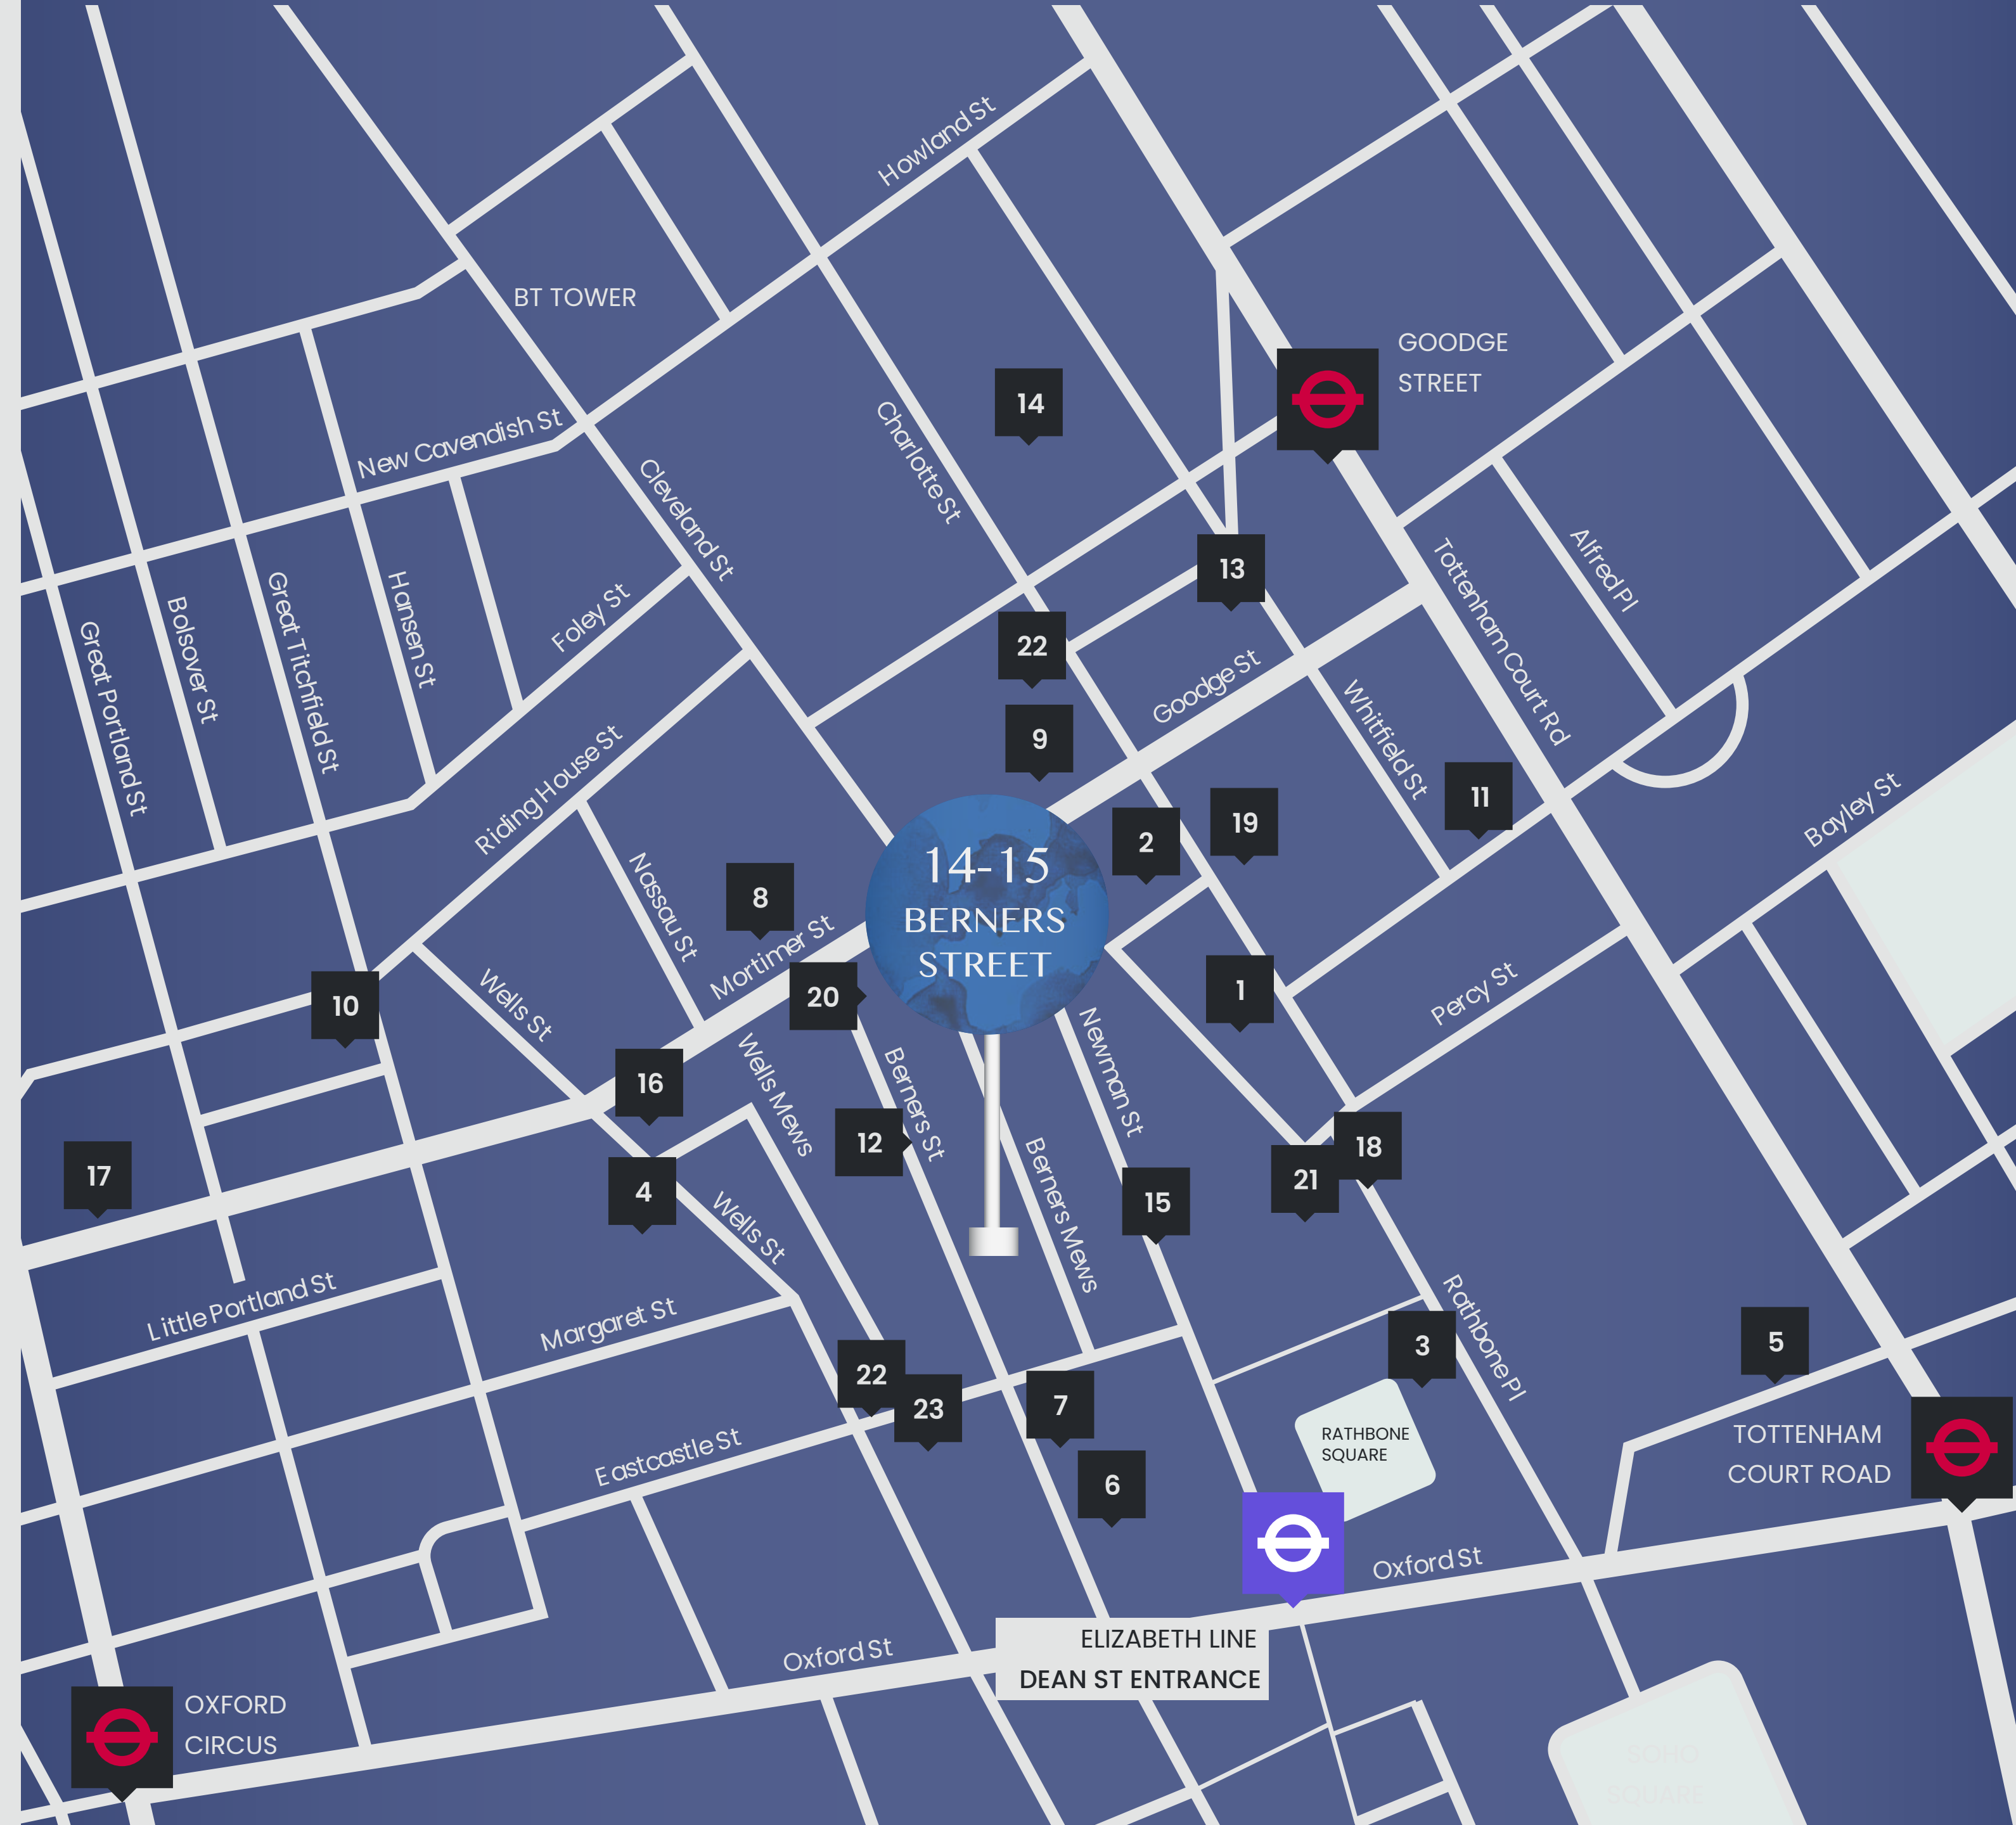 Howland St
BT TOWER
GOODGE
STREET
14
New Cavendish St
Charlotte St
Cleveland St
13
Alfred Pl
Tottenham Court Rd
Foley St
Hansen St
Great Titchfield St
Bolsover St
Great Portland St
22
Goodge St
Whitfield St
9
Riding House St
11
Bayley St
2
19
14-15
BERNERS
STREET
8
Nassau St
Mortimer St
20
1
Percy St
10
Wells St
16
Wells Mews
Berners St
Newman St
12
18
21
17
4
15
Wells St
Berners Mews
Little Portland St
Margaret St
Rathbone Pl
3
5
22
23
7
RATHBONE
SQUARE
TOTTENHAM
COURT ROAD
Eastcastle St
6
Oxford St
Oxford St
ELIZABETH LINE
DEAN ST ENTRANCE
OXFORD
CIRCUS
SOHO
SQUARE